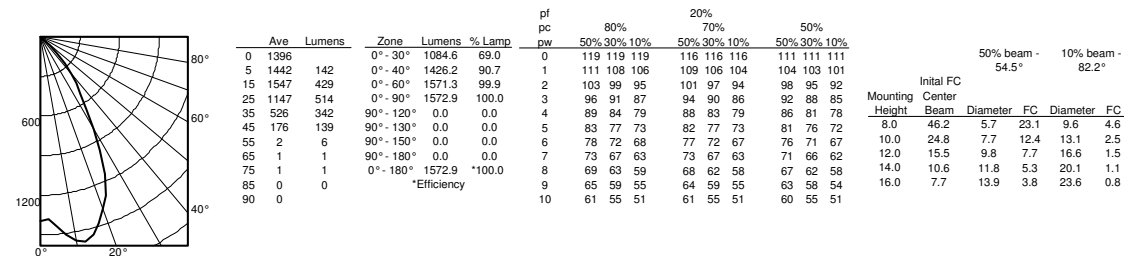 600
1200
0°
20°
40°
60°
80°
Ave Lumens
0 1396
5 1442 142
15 1547 429
25 1147 514
35 526 342
45 176 139
55 2 6
65 1 1
75 1 1
85 0 0
90 0
Zone Lumens % Lamp
0° - 30° 1084.6 69.0
0° - 40° 1426.2 90.7
0° - 60° 1571.3 99.9
0° - 90° 1572.9 100.0
90° - 120° 0.0 0.0
90° - 130° 0.0 0.0
90° - 150° 0.0 0.0
90° - 180° 0.0 0.0
0° - 180° 1572.9 *100.0
*Efficiency
pf 20%
pc 80% 70% 50%
pw 50% 30% 10% 50% 30% 10% 50% 30% 10%
0 119 119 119 116 116 116 111 111 111
1 111 108 106 109 106 104 104 103 101
2 103 99 95 101 97 94 98 95 92
3 96 91 87 94 90 86 92 88 85
4 89 84 79 88 83 79 86 81 78
5 83 77 73 82 77 73 81 76 72
6 78 72 68 77 72 67 76 71 67
7 73 67 63 73 67 63 71 66 62
8 69 63 59 68 62 58 67 62 58
9 65 59 55 64 59 55 63 58 54
10 61 55 51 61 55 51 60 55 51
50% beam - 10% beam -
54.5° 82.2°
Inital FC
Mounting Center
Height Beam Diameter FC Diameter FC
8.0 46.2 5.7 23.1 9.6 4.6
10.0 24.8 7.7 12.4 13.1 2.5
12.0 15.5 9.8 7.7 16.6 1.5
14.0 10.6 11.8 5.3 20.1 1.1
16.0 7.7 13.9 3.8 23.6 0.8